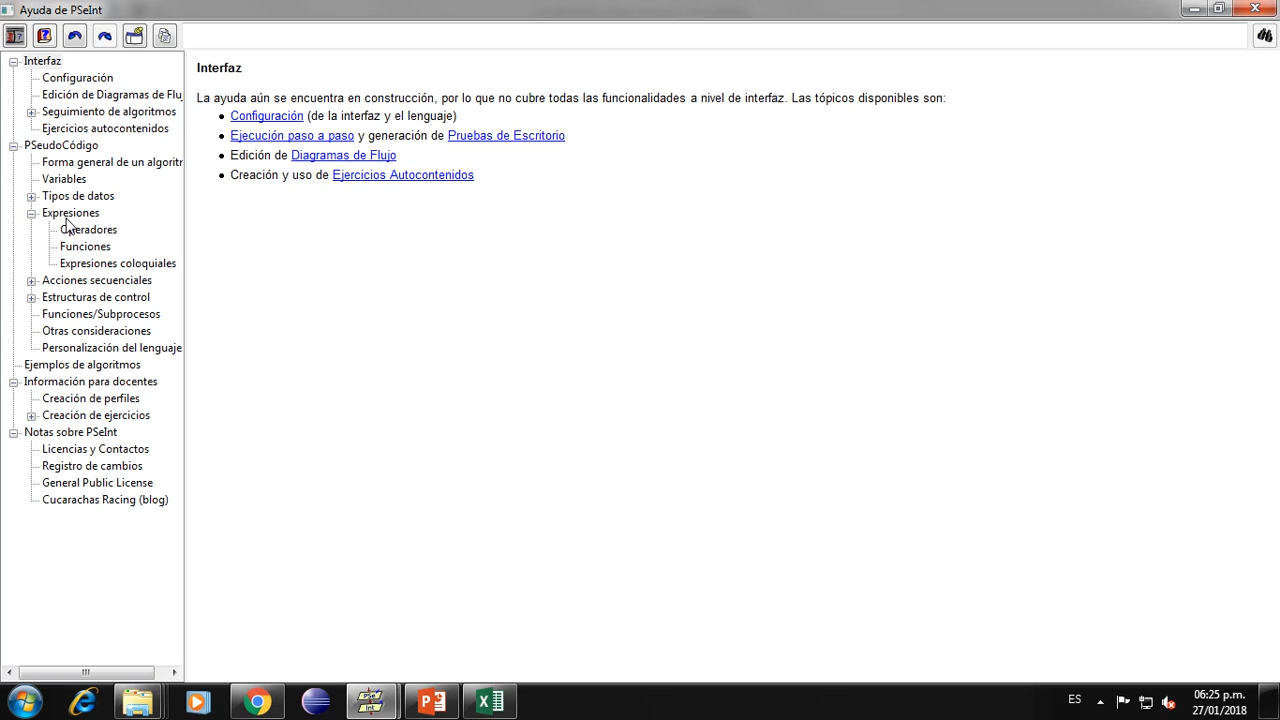 Ayuda de PSeInt
Interfaz
Configuración
Edición de Diagramas de Flu
Seguimiento de algoritmos
Ejercicios autocontenidos
PSeudoCódigo
Forma general de un algorit
Variables
Tipos de datos
Expresiones
Operadores
Funciones
Expresiones coloquiales
Acciones secuenciales
Estructuras de control
Funciones/Subprocesos
Otras consideraciones
Personalización del lenguaje
Ejemplos de algoritmos
Información para docentes
Creación de perfiles
Creación de ejercicios
Notas sobre PSeInt
Licencias y Contactos
Registro de cambios
General Public License
Cucarachas Racing (blog)
Interfaz
La ayuda aún se encuentra en construcción, por lo que no cubre todas las funcionalidades a nivel de interfaz. Las tópicos disponibles son:
• Configuración (de la interfaz y el lenguaje)
• Ejecución paso a paso y generación de Pruebas de Escritorio
• Edición de Diagramas de Flujo
• Creación y uso de Ejercicios Autocontenidos
PSe
Int
ES
06:25 p.m.
27/01/2018